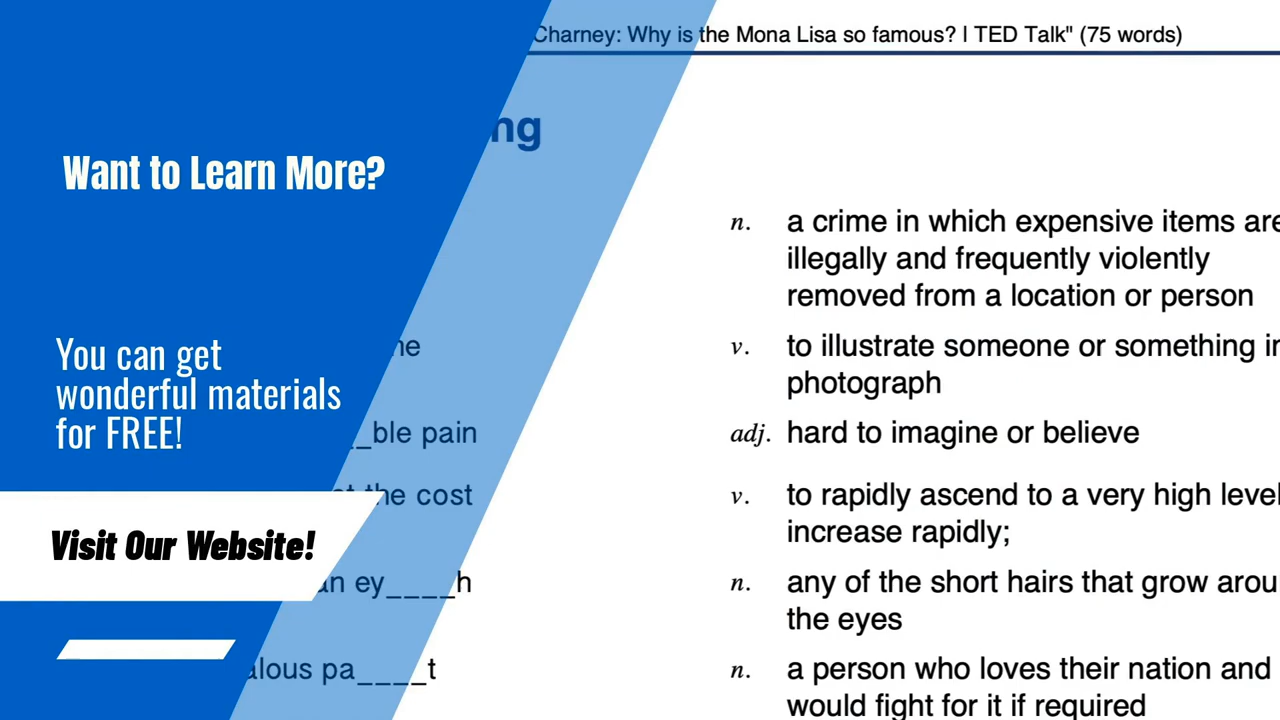 Charney: Why is the Mona Lisa so famous? | TED Talk" (75 words)
ng
Want to Learn More?
You can get
wonderful materials
for FREE!
Visit Our Website!
ne
_ble pain
the cost
an ey____h
alous pa____t
n. a crime in which expensive items are
illegally and frequently violently
removed from a location or person
v. to illustrate someone or something in
photograph
adj. hard to imagine or believe
v. to rapidly ascend to a very high level
increase rapidly;
n. any of the short hairs that grow arou
the eyes
n. a person who loves their nation and
would fight for it if required